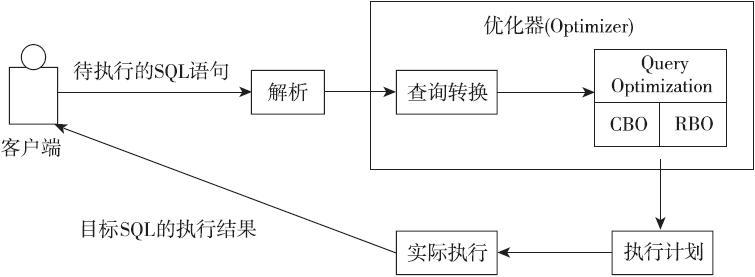 优化器(Optimizer)
待执行的SQL语句
解析
查询转换
Query
Optimization
CBO
RBO
客户端
目标SQL的执行结果
实际执行
执行计划